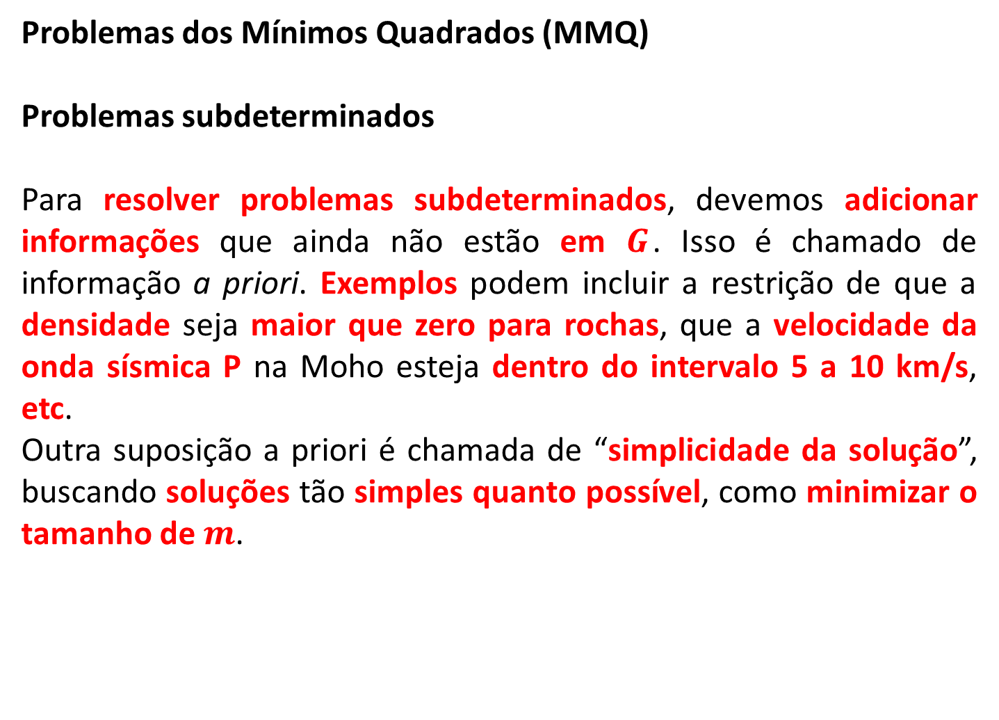 Problemas dos Mínimos Quadrados (MMQ)
Problemas subdeterminados
Para resolver problemas subdeterminados, devemos adicionar
informações que ainda não estão em G. Isso é chamado de
informação a priori. Exemplos podem incluir a restrição de que a
densidade seja maior que zero para rochas, que a velocidade da
onda sísmica P na Moho esteja dentro do intervalo 5 a 10 km/s,
etc.
Outra suposição a priori é chamada de “simplicidade da solução”,
buscando soluções tão simples quanto possível, como minimizar o
tamanho de m.